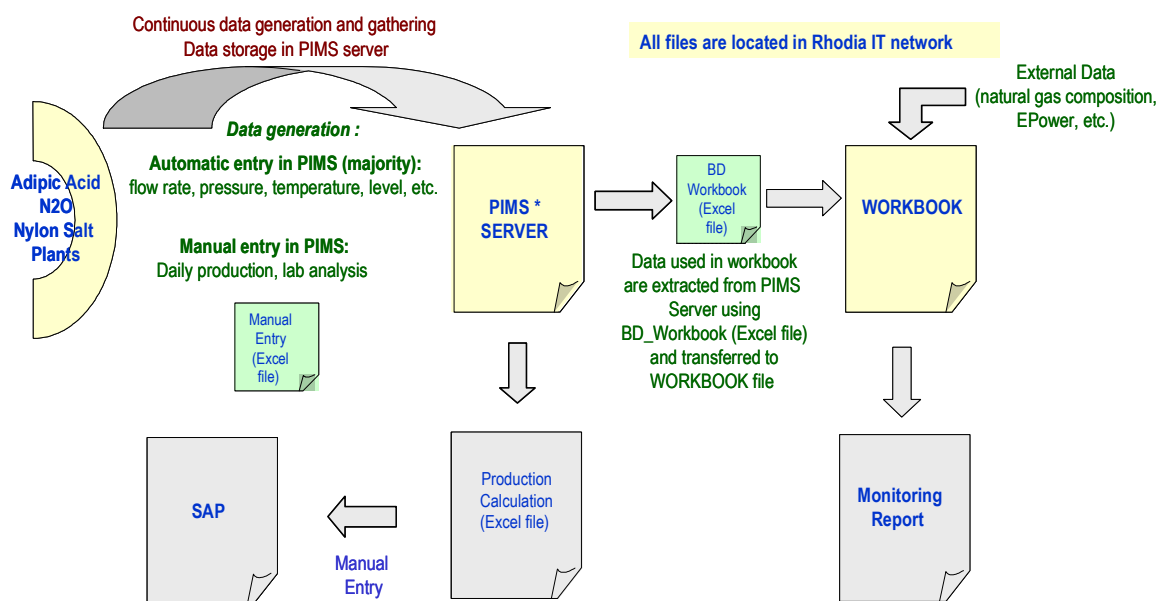 Continuous data generation and gathering
Data storage in PIMS server
All files are located in Rhodia IT network
External Data
(natural gas composition,
EPower, etc.)
Data generation :
Automatic entry in PIMS (majority):
flow rate, pressure, temperature, level, etc.
Manual entry in PIMS:
Daily production, lab analysis
Adipic Acid
N2O
Nylon Salt
Plants
Manual
Entry
(Excel
file)
PIMS *
SERVER
BD
Workbook
(Excel
file)
WORKBOOK
Data used in workbook
are extracted from PIMS
Server using
BD_Workbook (Excel file)
and transferred to
WORKBOOK file
SAP
Manual
Entry
Production
Calculation
(Excel file)
Monitoring
Report